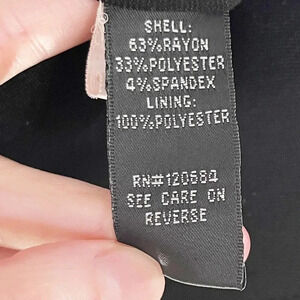 SHELL:
63%RAYON
33%POLYESTER
4%SPANDEX
LINING:
100%POLYESTER
RN#120684
SEE CARE ON
REVERSE